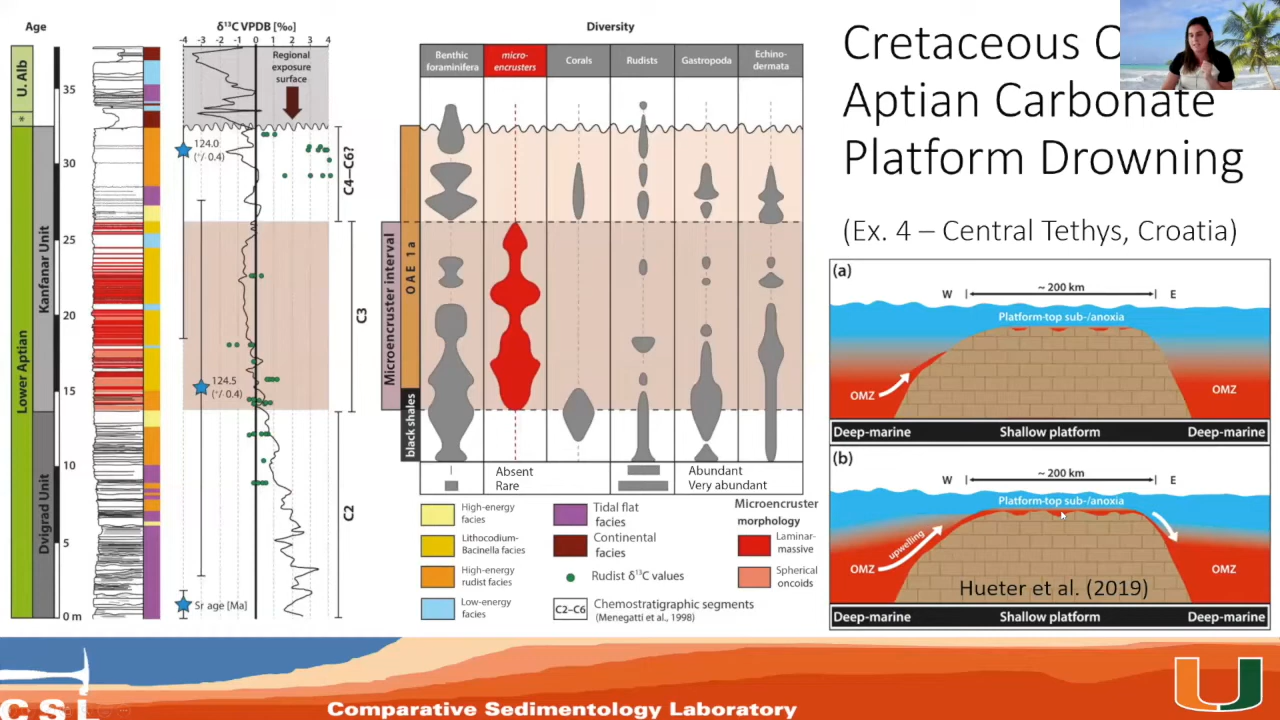 Age
δ¹³C VPDB [‰]
-4 -3 -2 -1 0 1 2 3 4
U. Alb
*
Lower Aptian
Kanfanar Unit
Dvigrad Unit
35
30
25
20
15
10
5
0 m
Regional
exposure
surface
124.0
(⁺/- 0.4)
124.5
(⁺/- 0.4)
Sr age [Ma]
C4–C6?
C3
C2
Diversity
Benthic
foraminifera
micro-
encrusters
Corals
Rudists
Gastropoda
Echino-
dermata
Microencruster interval
OAE 1a
black shales
Absent
Rare
Abundant
Very abundant
High-energy
facies
Lithocodium-
Bacinella facies
High-energy
rudist facies
Low-energy
facies
Tidal flat
facies
Continental
facies
Rudist δ¹³C values
C2–C6
Chemostratigraphic segments
(Menegatti et al., 1998)
Microencruster
morphology
Laminar-
massive
Spherical
oncoids
Cretaceous
Aptian Carbonate
Platform Drowning
(Ex. 4 – Central Tethys, Croatia)
(a)
~ 200 km
W
E
Platform-top sub-/anoxia
OMZ
OMZ
Deep-marine
Shallow platform
Deep-marine
(b)
~ 200 km
W
E
Platform-top sub-/anoxia
upwelling
OMZ
OMZ
Hueter et al. (2019)
Deep-marine
Shallow platform
Deep-marine
CSL
Comparative Sedimentology Laboratory
U